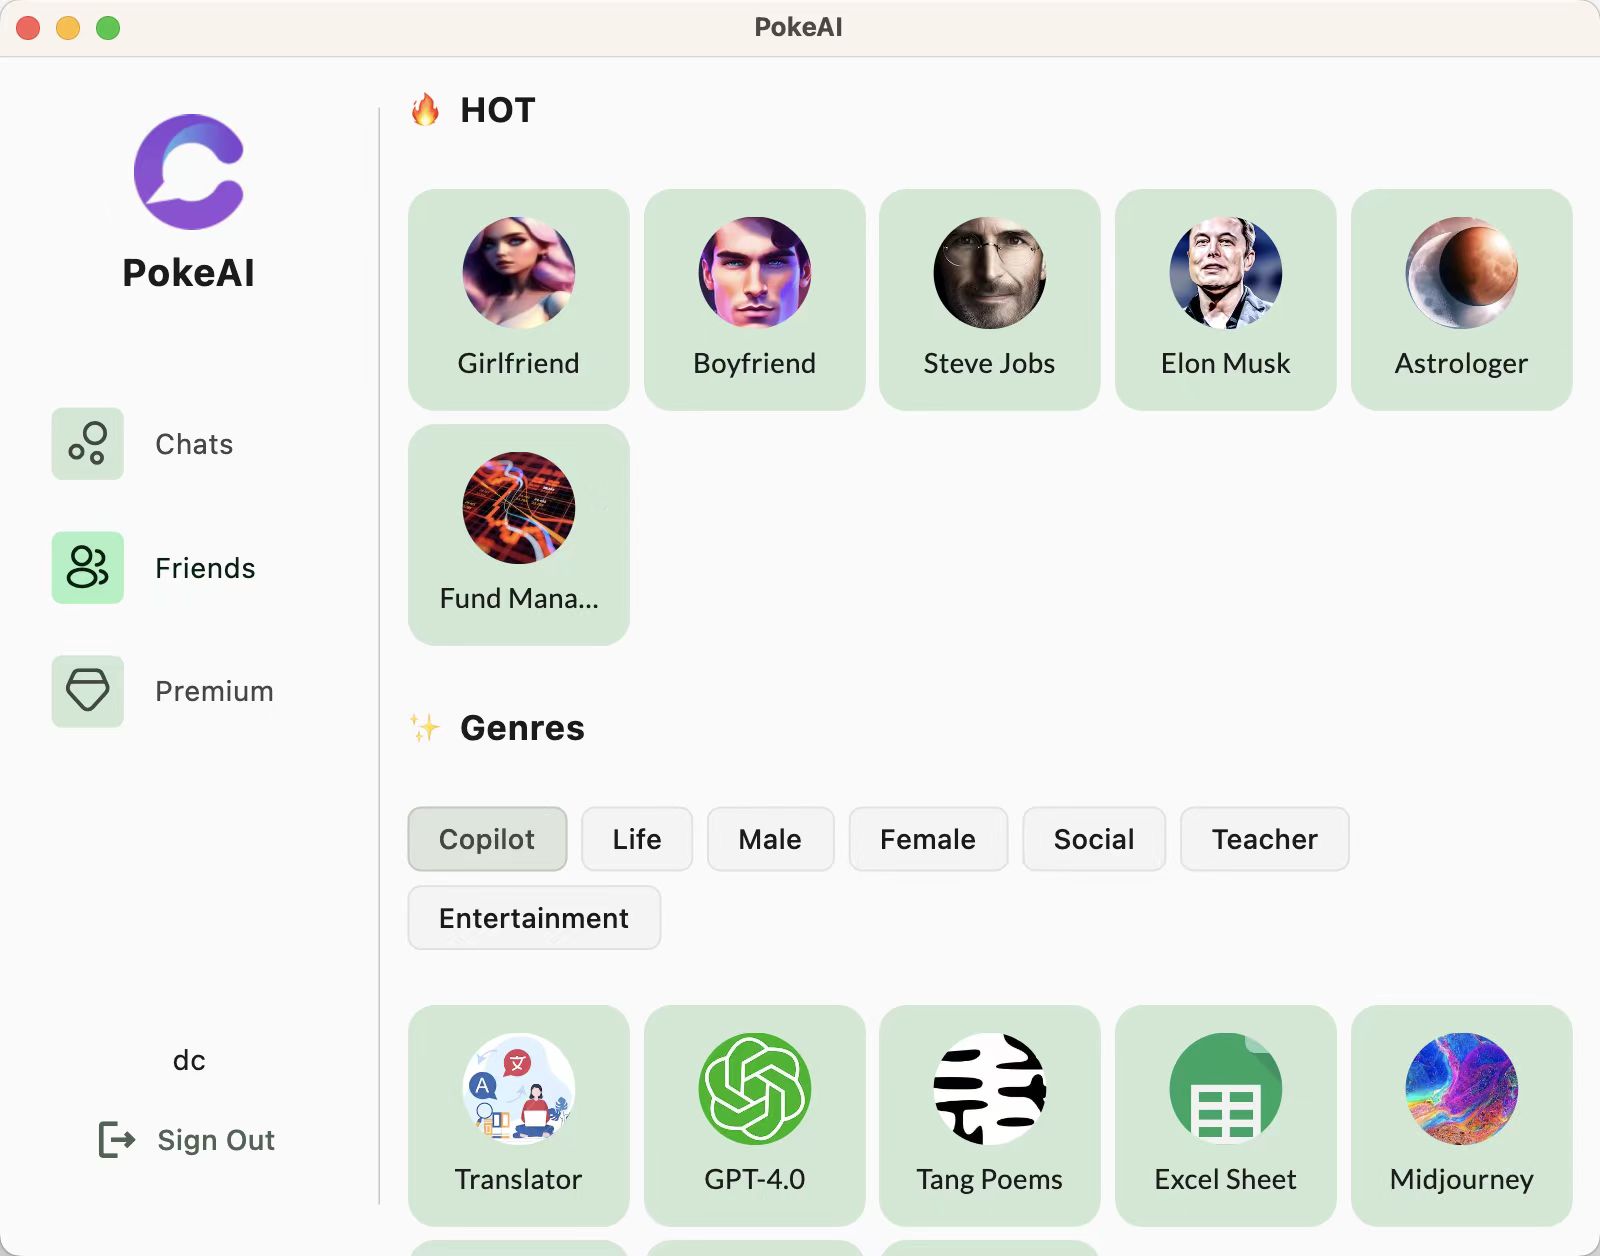 PokeAI
PokeAI
Chats
Friends
Premium
dc
Sign Out
HOT
Girlfriend
Boyfriend
Steve Jobs
Elon Musk
Astrologer
Fund Mana...
Genres
Copilot
Life
Male
Female
Social
Teacher
Entertainment
文
A
Translator
GPT-4.0
Tang Poems
Excel Sheet
Midjourney